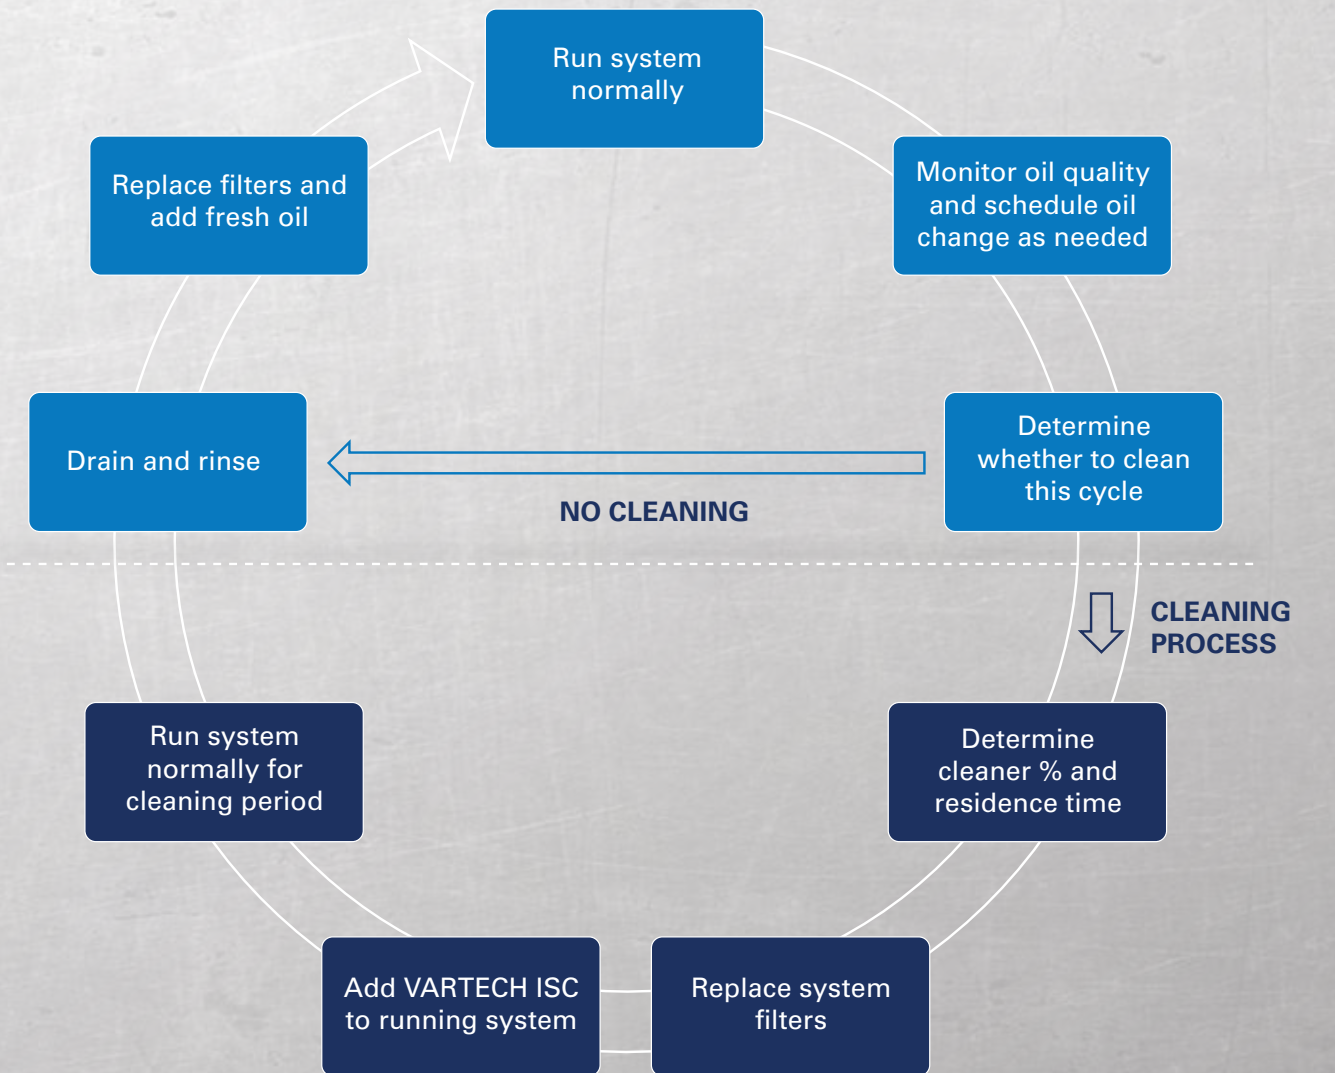 Run system
normally
Monitor oil quality
and schedule oil
change as needed
Determine
whether to clean
this cycle
NO CLEANING
CLEANING
PROCESS
Determine
cleaner % and
residence time
Replace system
filters
Add VARTECH ISC
to running system
Run system
normally for
cleaning period
Drain and rinse
Replace filters and
add fresh oil